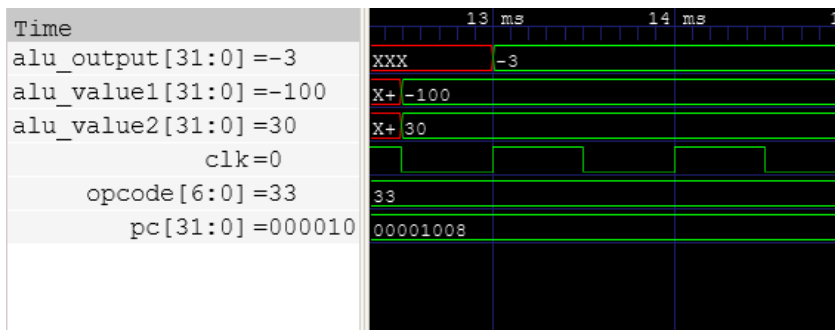 Time 13 ms 14 ms
alu_output[31:0]=-3 XXX -3
alu_value1[31:0]=-100 X+ -100
alu_value2[31:0]=30 X+ 30
clk=0
opcode[6:0]=33 33
pc[31:0]=000010 00001008